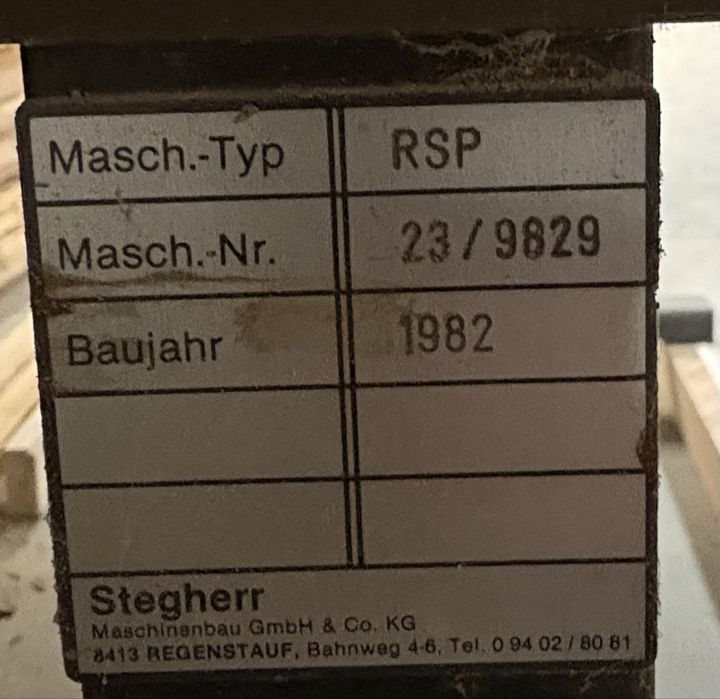 Masch.-Typ RSP
Masch.-Nr. 23/9829
Baujahr 1982
Stegherr
Maschinenbau GmbH & Co. KG
8413 REGENSTAUF, Bahnweg 4-6, Tel. 0 94 02 / 80 81